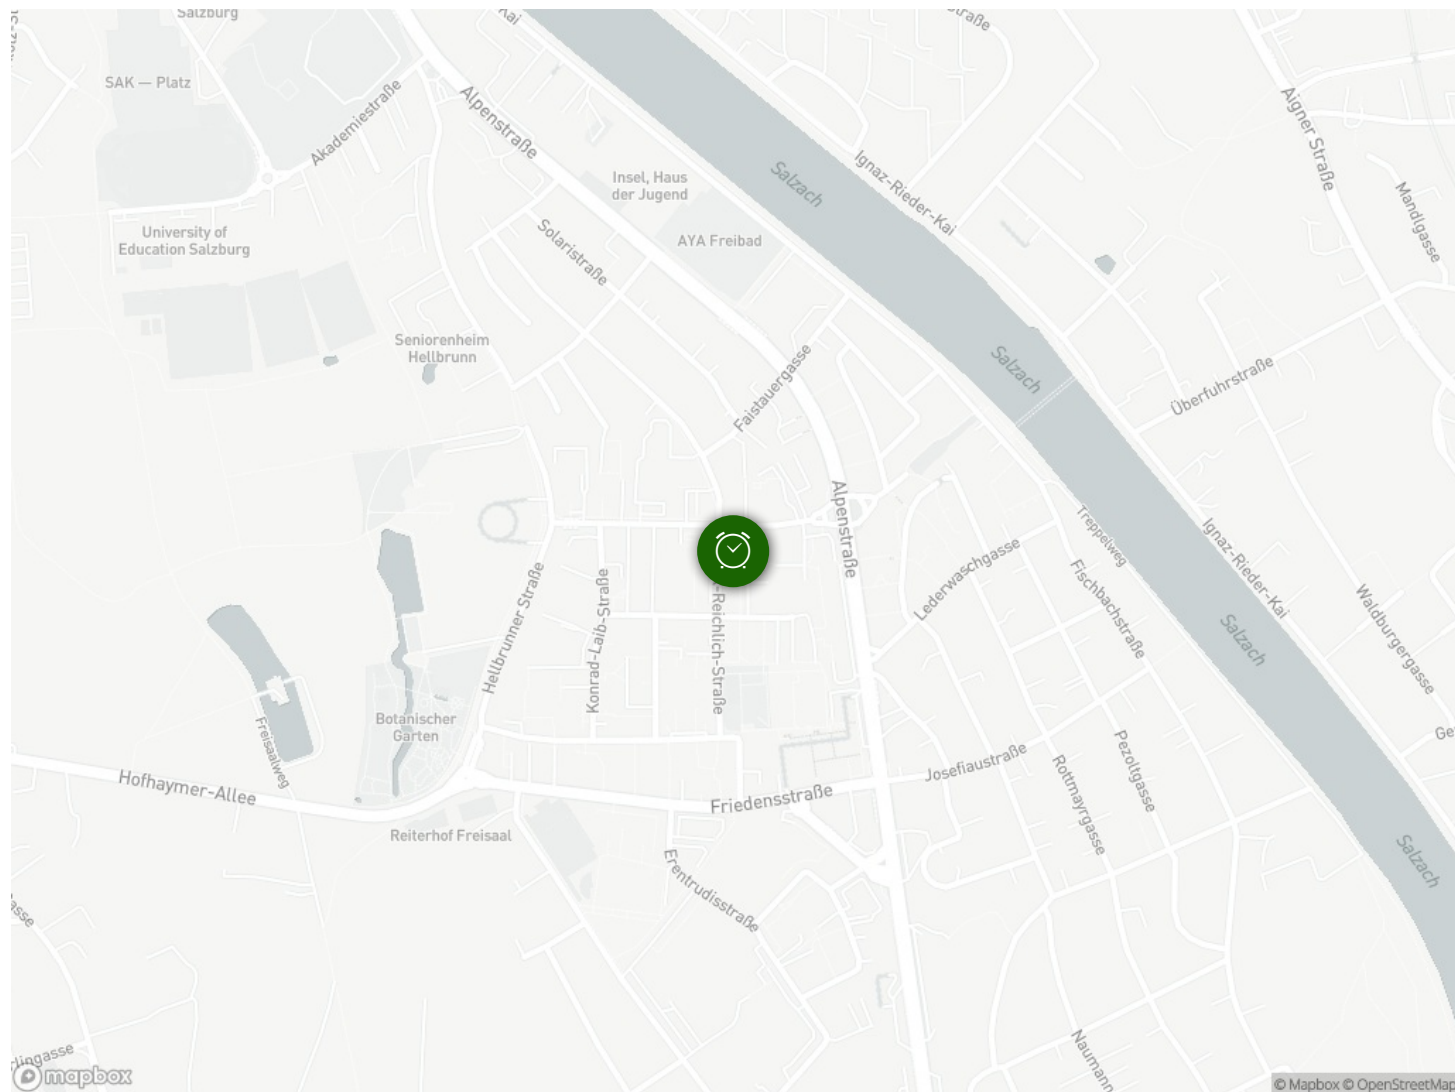 Salzburg
Kai
straße
SAK — Platz
Akademiestraße
Alpenstraße
Aigner Straße
Insel, Haus
der Jugend
Salzach
Ignaz-Rieder-Kai
Mandlgasse
University of
Education Salzburg
Solaristraße
AYA Freibad
Seniorenheim
Hellbrunn
Faistauergasse
Salzach
Überfuhrstraße
Alpenstraße
Treppelweg
Ignaz-Rieder-Kai
Lederwaschgasse
Fischbachstraße
Hellbrunner Straße
Konrad-Laib-Straße
-Reichlich-Straße
Salzach
Waldburgergasse
Botanischer
Garten
Freisaalweg
Hofhaymer-Allee
Friedensstraße
Josefiaustraße
Rottmayrgasse
Pezoltgasse
Reiterhof Freisaal
Erentrudisstraße
Salzach
Naumann
mapbox
© Mapbox © OpenStreetMap